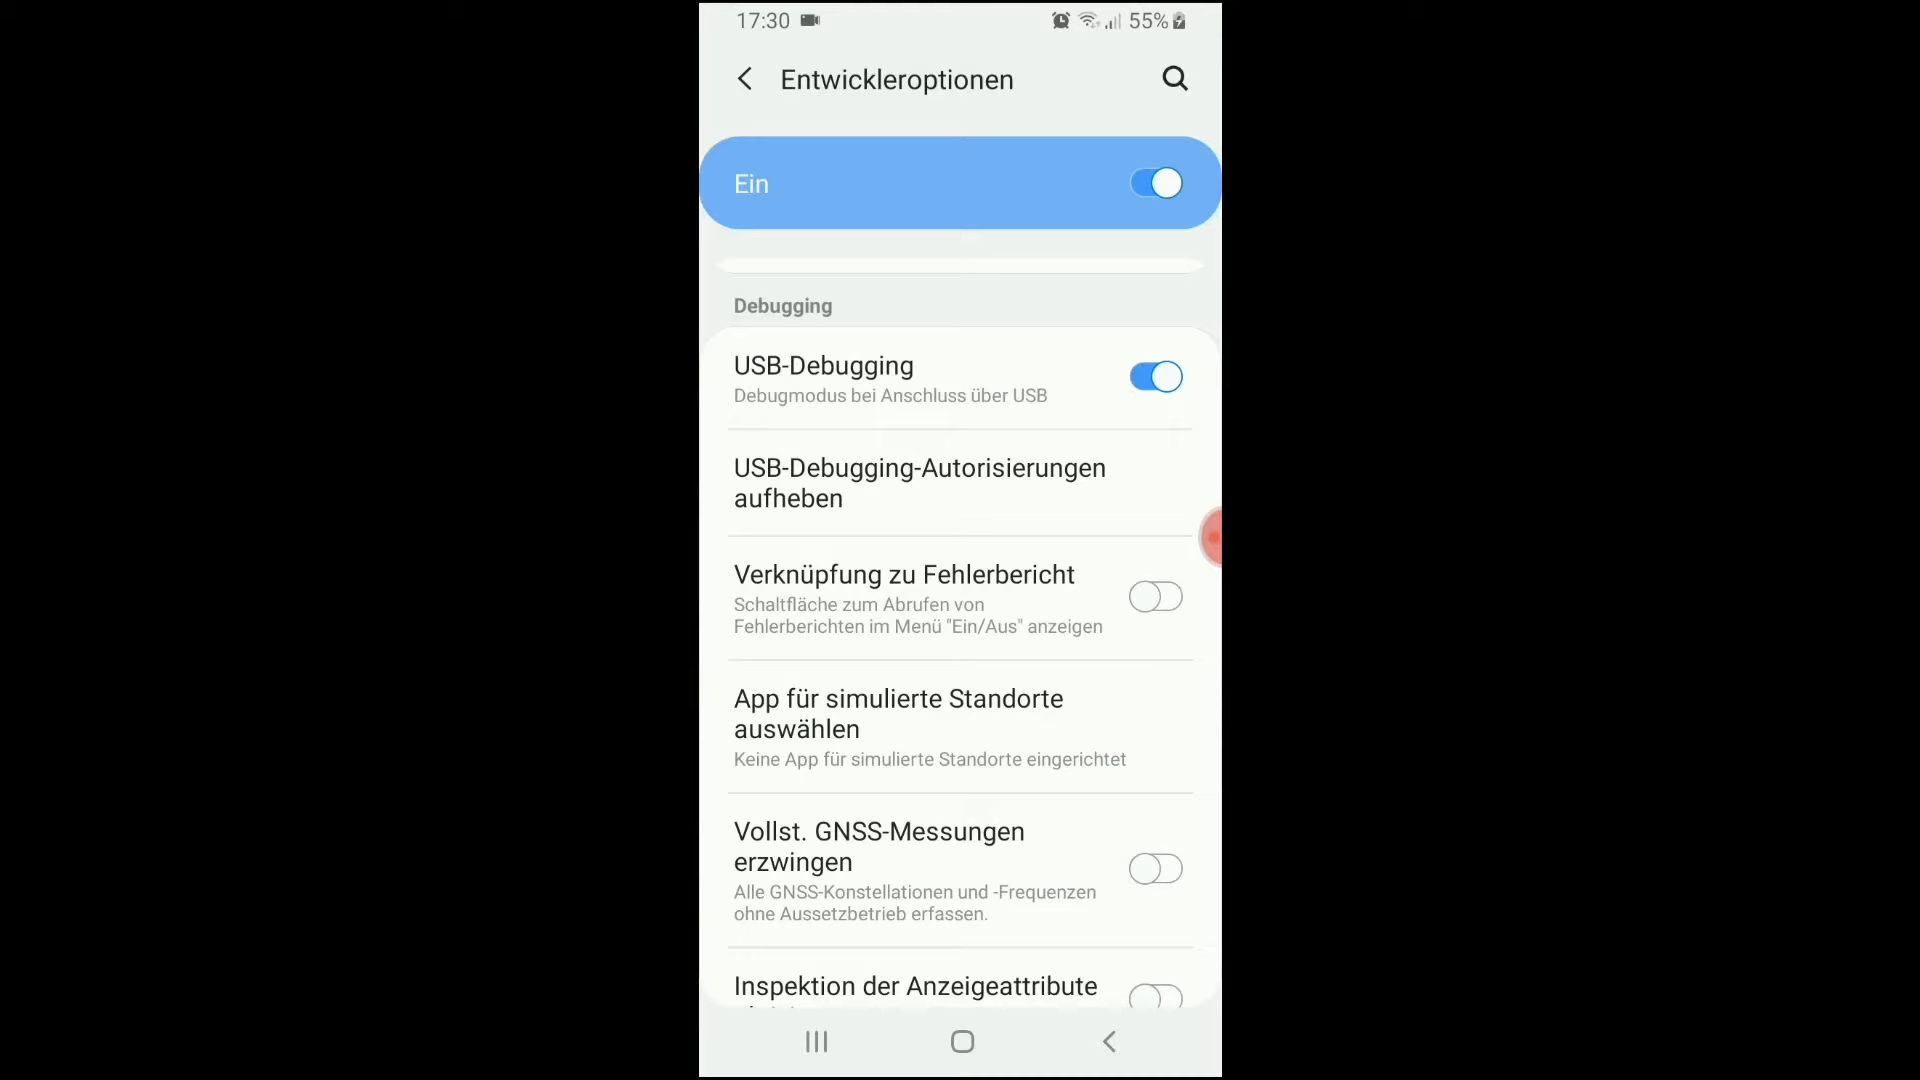 17:30
55%
Entwickleroptionen
Ein
Debugging
USB-Debugging
Debugmodus bei Anschluss über USB
USB-Debugging-Autorisierungen
aufheben
Verknüpfung zu Fehlerbericht
Schaltfläche zum Abrufen von
Fehlerberichten im Menü "Ein/Aus" anzeigen
App für simulierte Standorte
auswählen
Keine App für simulierte Standorte eingerichtet
Vollst. GNSS-Messungen
erzwingen
Alle GNSS-Konstellationen und -Frequenzen
ohne Aussetzbetrieb erfassen.
Inspektion der Anzeigeattribute